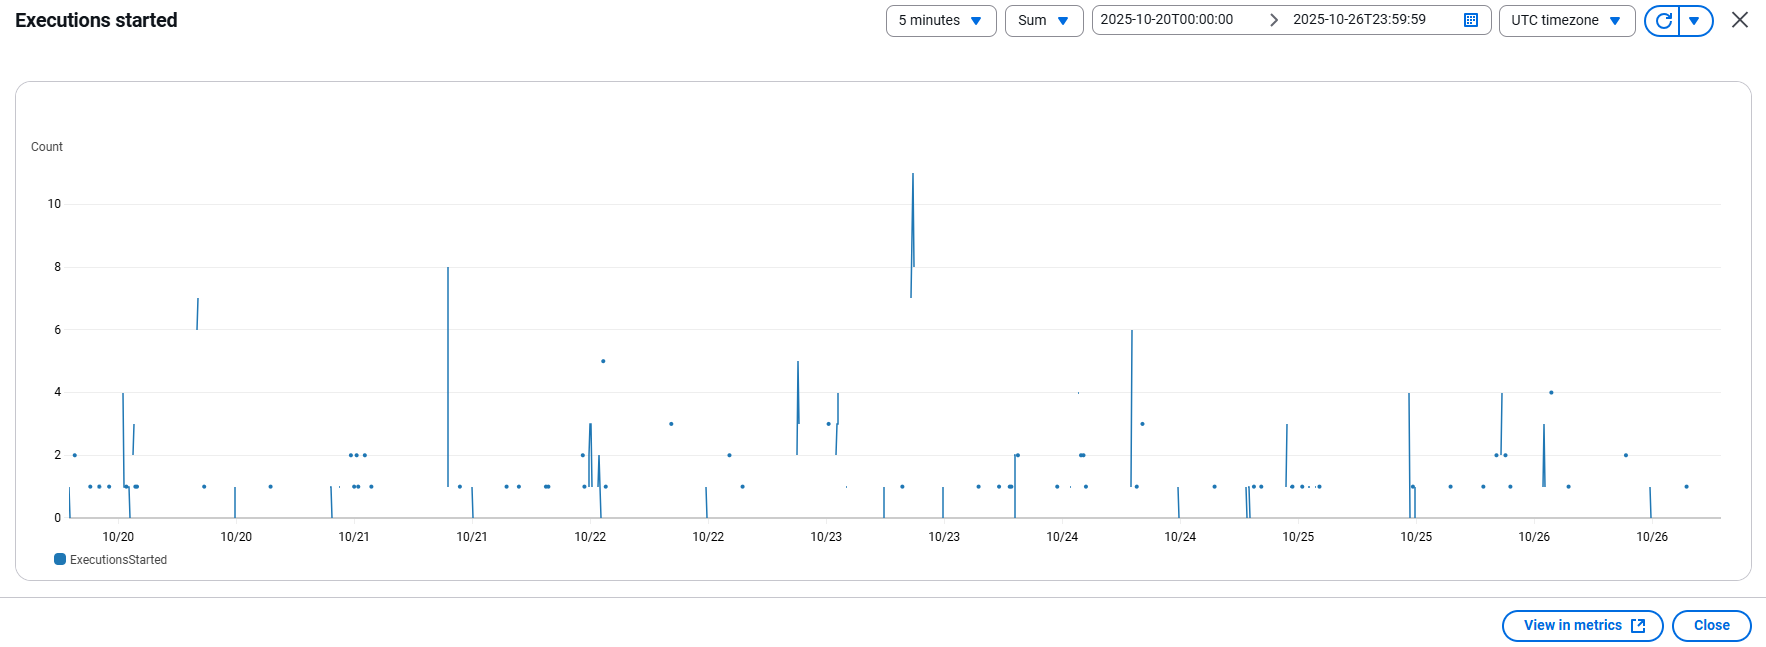 Executions started
5 minutes
Sum
2025-10-20T00:00:00
2025-10-26T23:59:59
UTC timezone
Count
10
8
6
4
2
0
10/20 10/20 10/21 10/21 10/22 10/22 10/23 10/23 10/24 10/24 10/25 10/25 10/26 10/26
ExecutionsStarted
View in metrics
Close